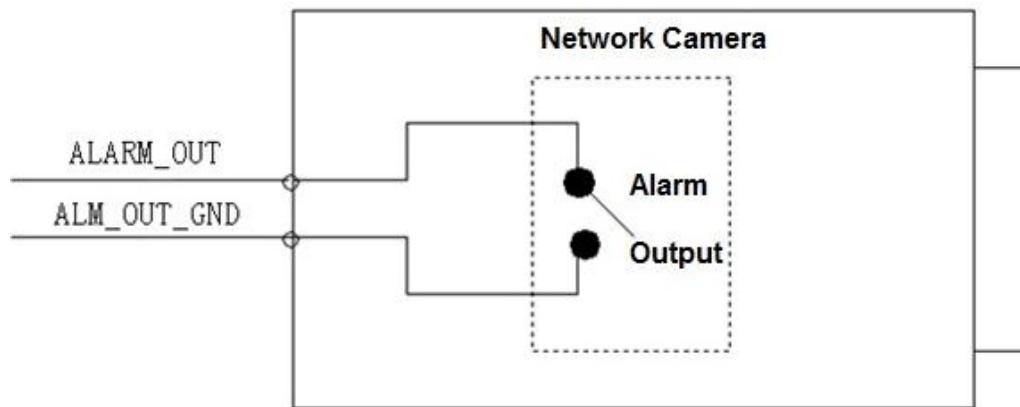 Network Camera
ALARM_OUT
Alarm
ALM_OUT_GND
Output